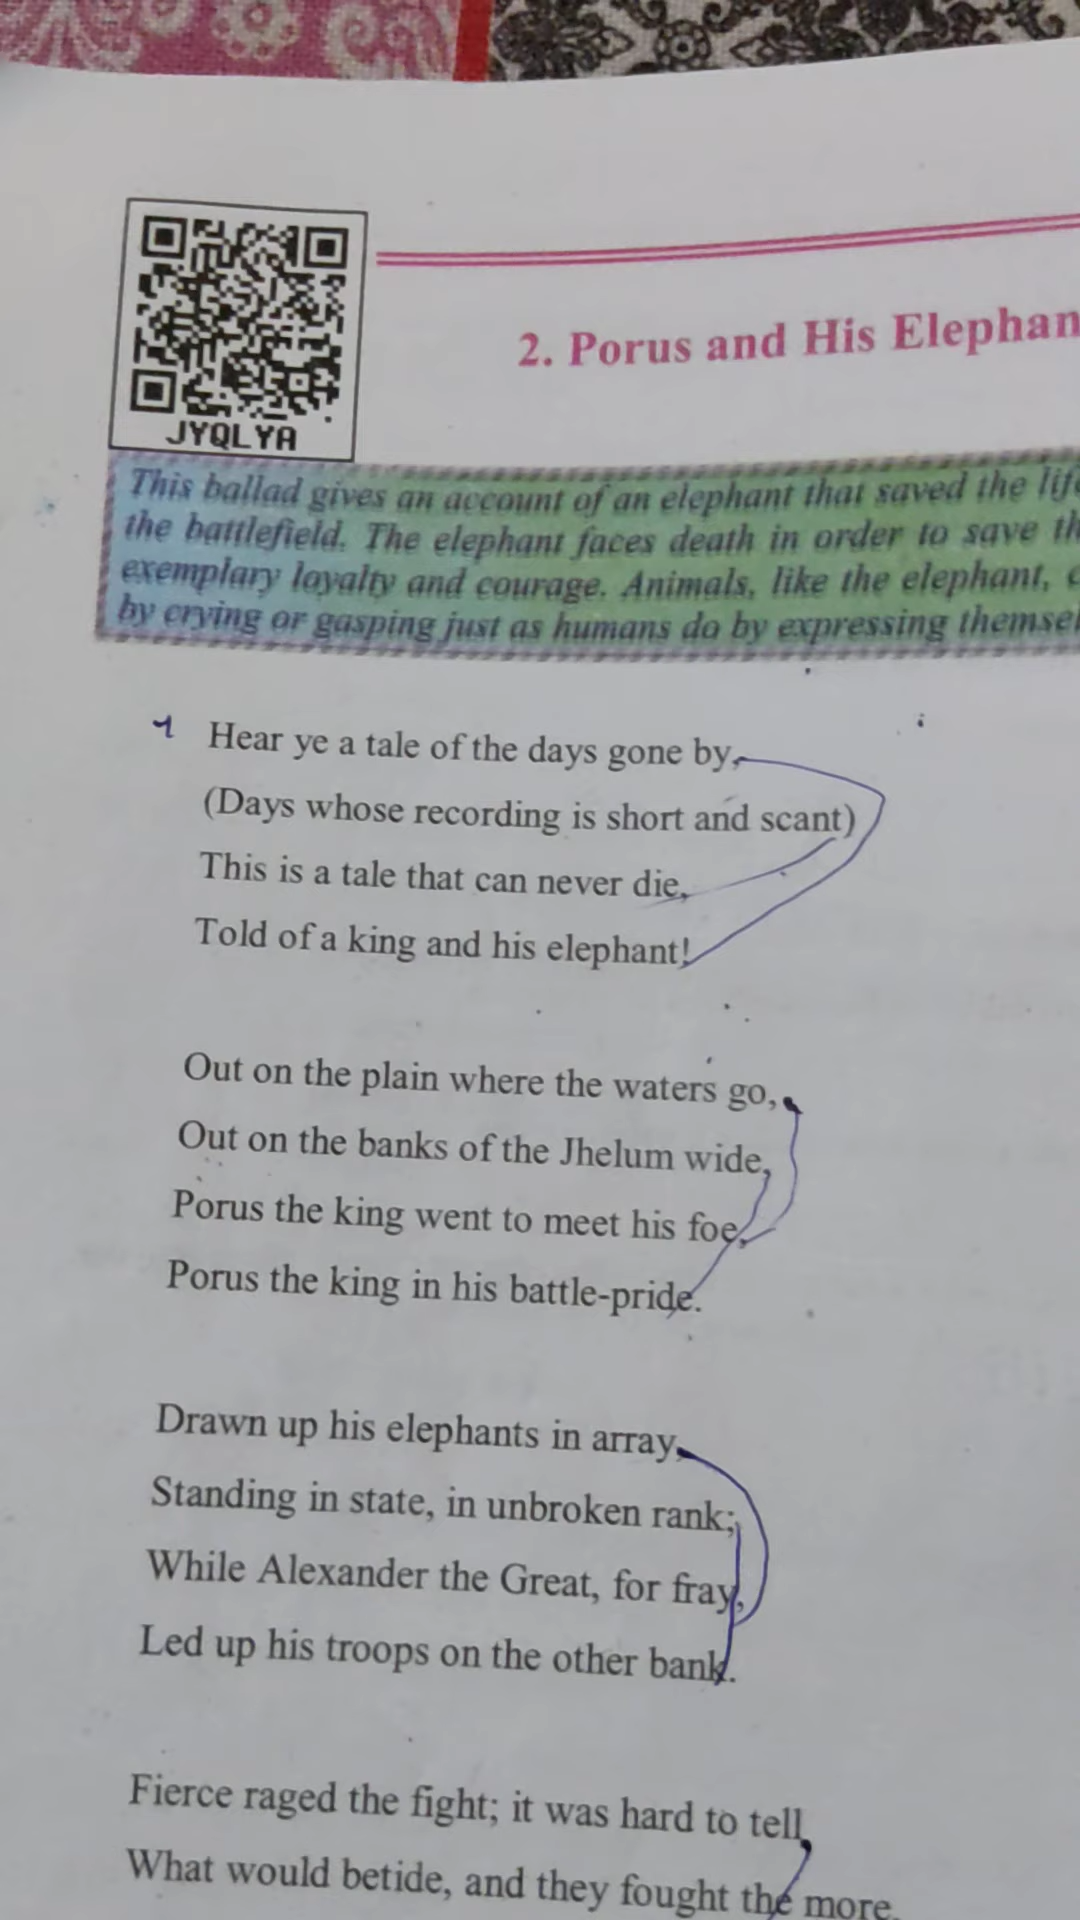 JYQLYA
2. Porus and His Elephan
This ballad gives an account of an elephant that saved the life
the battlefield. The elephant faces death in order to save th
exemplary loyalty and courage. Animals, like the elephant, c
by crying or gasping just as humans do by expressing themsel
1 Hear ye a tale of the days gone by,
(Days whose recording is short and scant)
This is a tale that can never die,
Told of a king and his elephant!
Out on the plain where the waters go,
Out on the banks of the Jhelum wide,
Porus the king went to meet his foe,
Porus the king in his battle-pride.
Drawn up his elephants in array,
Standing in state, in unbroken rank;
While Alexander the Great, for fray,
Led up his troops on the other bank.
Fierce raged the fight; it was hard to tell,
What would betide, and they fought the more.